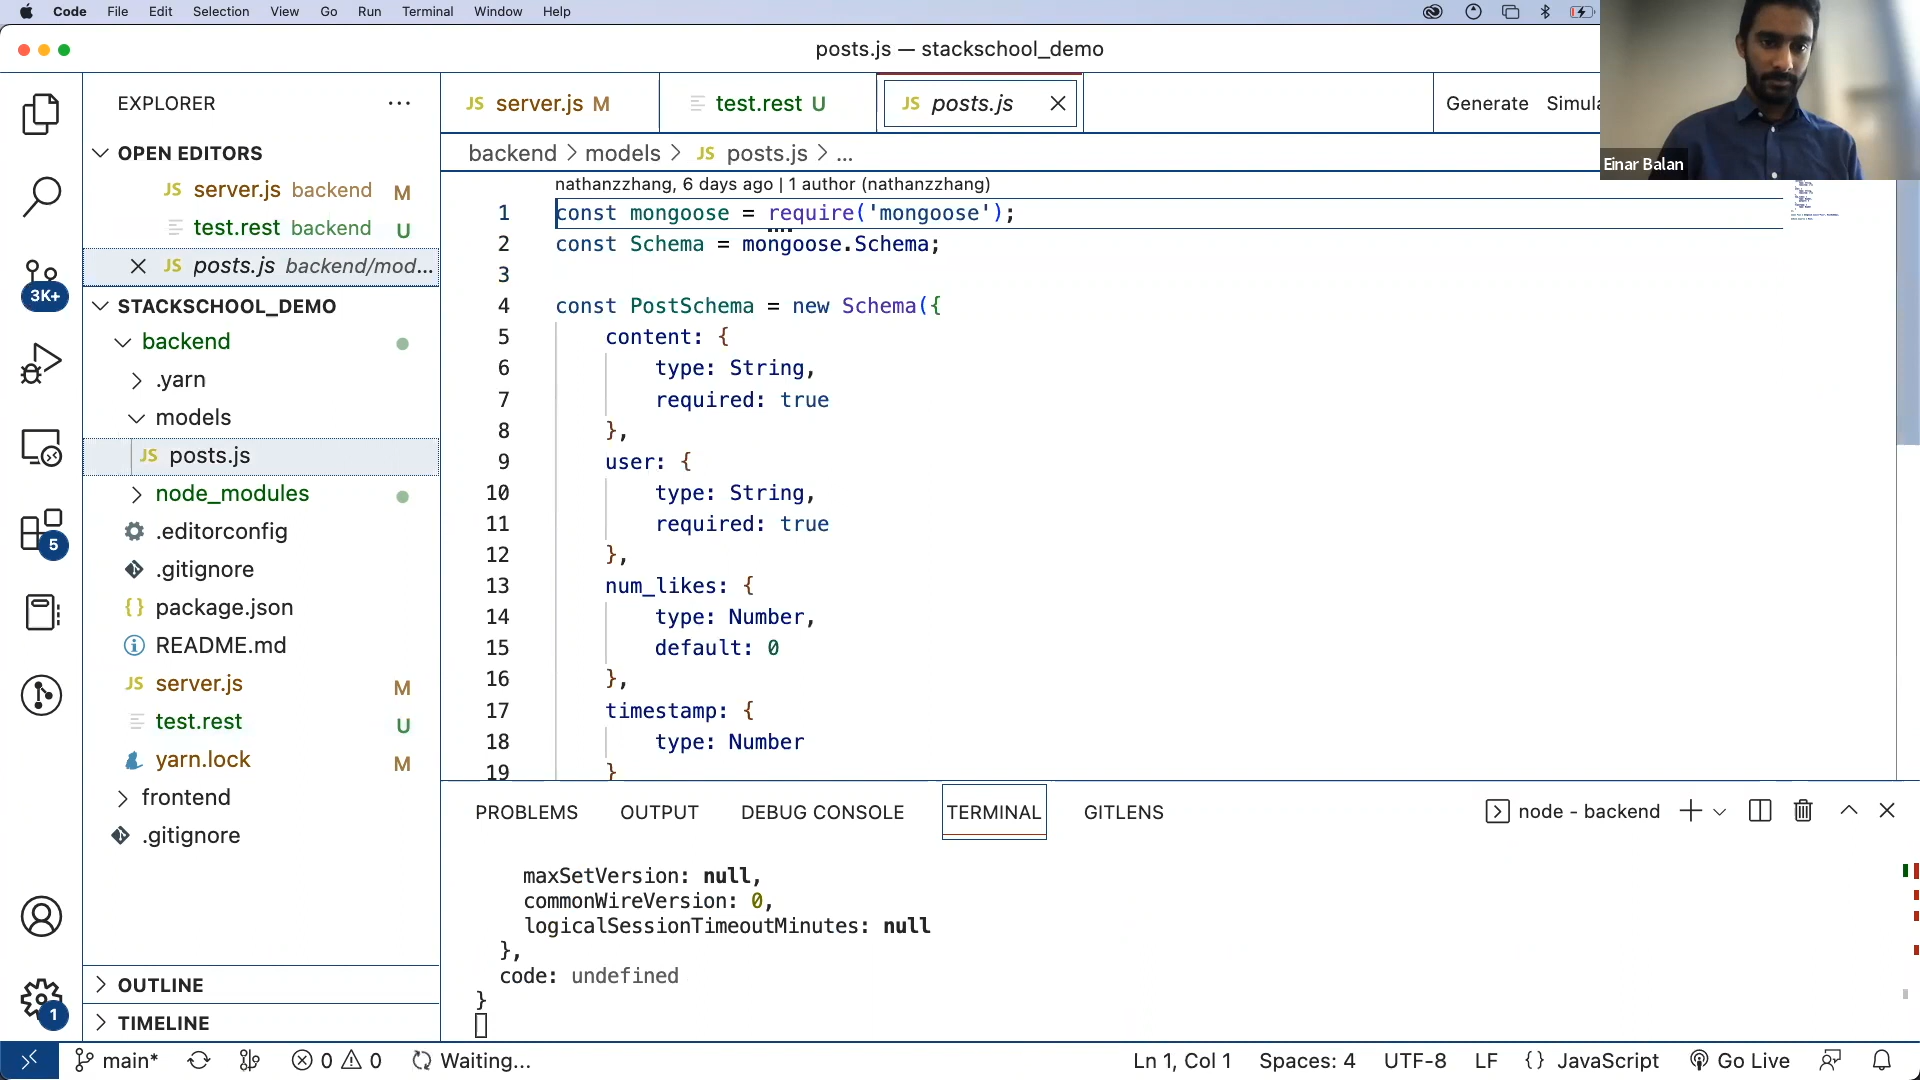 Code File Edit Selection View Go Run Terminal Window Help
posts.js — stackschool_demo
EXPLORER
OPEN EDITORS
JS server.js backend M
test.rest backend U
JS posts.js backend/mod...
STACKSCHOOL_DEMO
backend
.yarn
models
JS posts.js
node_modules
.editorconfig
.gitignore
{} package.json
README.md
JS server.js M
test.rest U
yarn.lock M
frontend
.gitignore
OUTLINE
TIMELINE
3K+
5
1
JS server.js M test.rest U JS posts.js
Generate Simula
Einar Balan
backend > models > JS posts.js > ...
nathanzzhang, 6 days ago | 1 author (nathanzzhang)
1 const mongoose = require('mongoose');
2 const Schema = mongoose.Schema;
3
4 const PostSchema = new Schema({
5 content: {
6 type: String,
7 required: true
8 },
9 user: {
10 type: String,
11 required: true
12 },
13 num_likes: {
14 type: Number,
15 default: 0
16 },
17 timestamp: {
18 type: Number
19 }
PROBLEMS OUTPUT DEBUG CONSOLE TERMINAL GITLENS
node - backend
maxSetVersion: null,
commonWireVersion: 0,
logicalSessionTimeoutMinutes: null
},
code: undefined
}
main* 0 0 Waiting...
Ln 1, Col 1 Spaces: 4 UTF-8 LF {} JavaScript Go Live